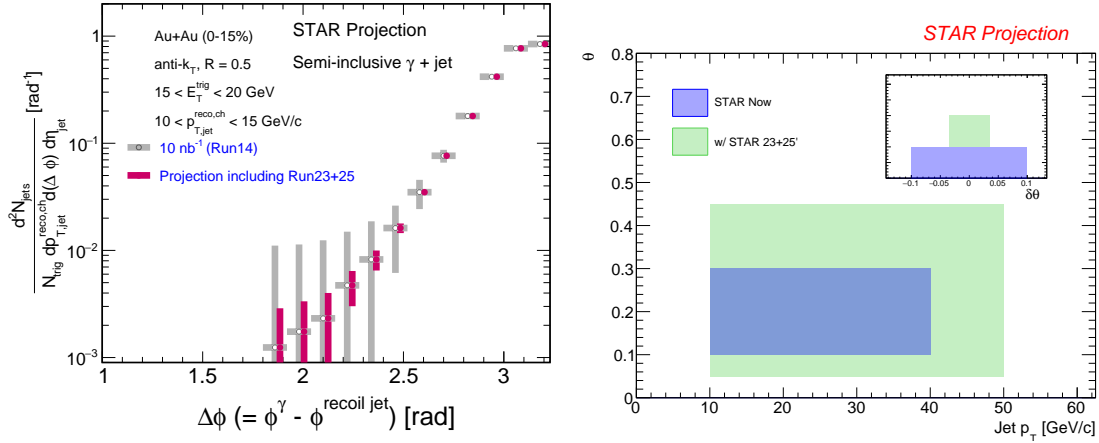 STAR Projection
Semi-inclusive γ + jet
Au+Au (0-15%)
anti-k_T, R = 0.5
15 < E_T^trig < 20 GeV
10 < p_T,jet^reco,ch < 15 GeV/c
10 nb^-1 (Run14)
Projection including Run23+25
d²N_jets
N_trig dp_T,jet^reco,ch d(Δ φ) dη_jet
[rad^-1]
1
10^-1
10^-2
10^-3
1 1.5 2 2.5 3
Δφ (= φ^γ - φ^recoil jet) [rad]
STAR Projection
θ
0.8
0.7
0.6
0.5
0.4
0.3
0.2
0.1
0
STAR Now
w/ STAR 23+25'
−0.1 −0.05 0 0.05 0.1
δθ
0 10 20 30 40 50 60
Jet p_T [GeV/c]